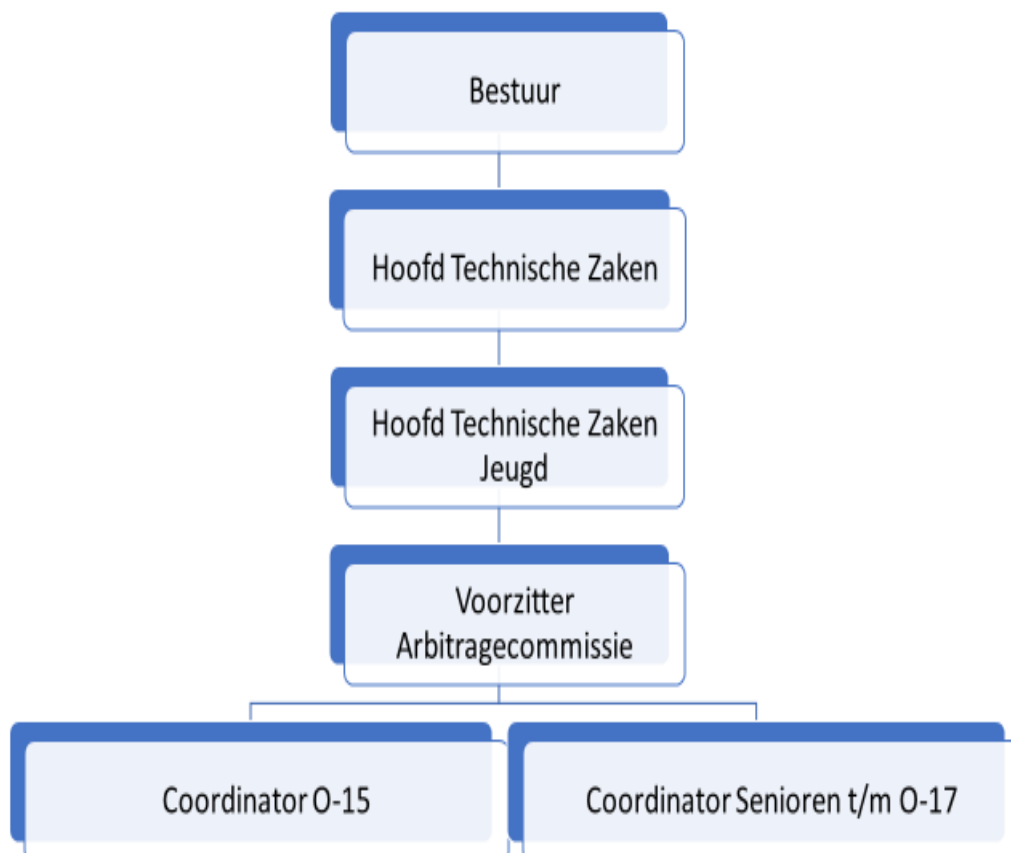 Bestuur
Hoofd Technische Zaken
Hoofd Technische Zaken
Jeugd
Voorzitter
Arbitragecommissie
Coordinator O-15
Coordinator Senioren t/m O-17